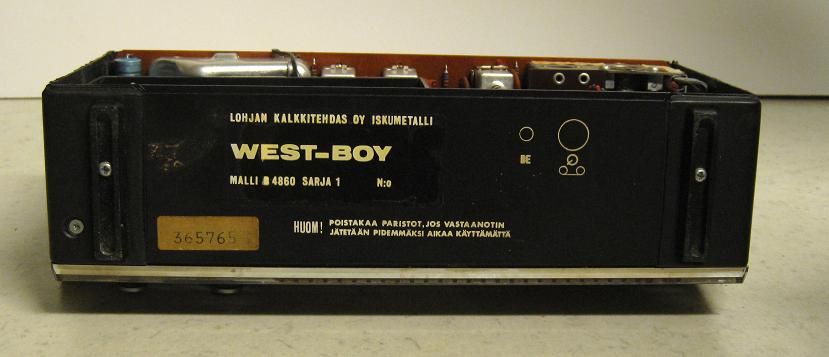 LOHJAN KALKKITEHDAS OY ISKUMETALLI
WEST-BOY
MALLI B 4860 SARJA 1 N:o
BE
365765
HUOM! POISTAKAA PARISTOT, JOS VASTAANOTIN
JÄTETÄÄN PIDEMMÄKSI AIKAA KÄYTTÄMÄTTÄ